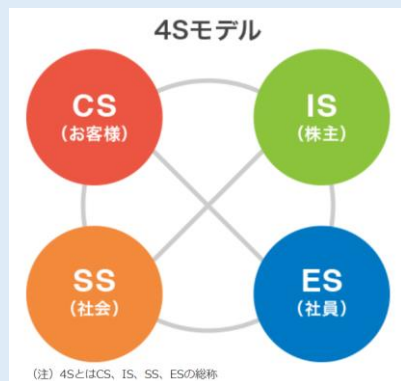 4Sモデル
CS
（お客様）
IS
（株主）
SS
（社会）
ES
（社員）
（注）4SとはCS、IS、SS、ESの総称